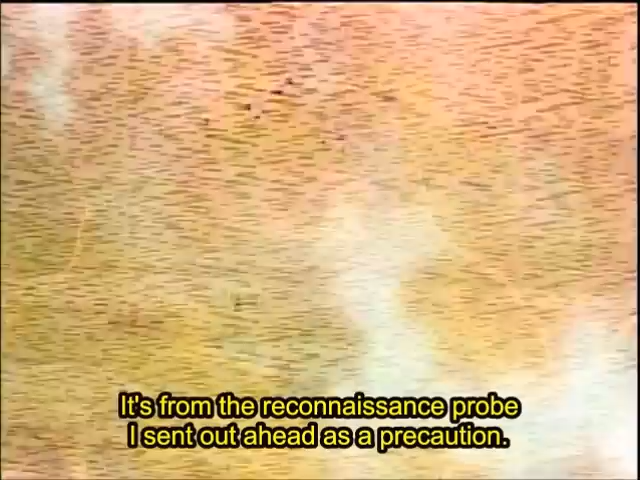 It's from the reconnaissance probe
I sent out ahead as a precaution.